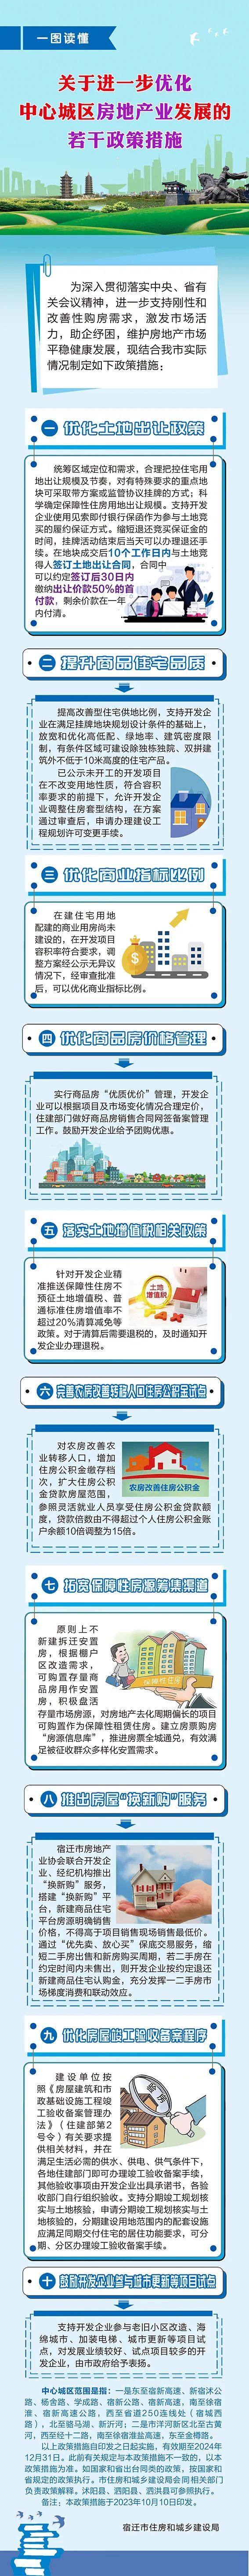 一图读懂
关于进一步优化
中心城区房地产业发展的
若干政策措施
为深入贯彻落实中央、省有
关会议精神，进一步支持刚性和
改善性购房需求，激发市场活
力，助企纾困，维护房地产市场
平稳健康发展，现结合我市实际
情况制定如下政策措施：
一 优化土地出让政策
统筹区域定位和需求，合理把控住宅用
地出让规模及节奏，对有特殊要求的重点地
块可采取带方案或监管协议挂牌的方式；科
学确定保障性住房用地出让规模。支持开发
企业使用见索即付银行保函作为参与土地竞
买的履约保证方式。缩短退还竞买保证金的
时间，挂牌活动结束后当天可以办理退还手
续。在地块成交后10个工作日内与土地竞
得人签订土地出让合同，合同中
可以约定签订后30日内
缴纳出让价款50%的首
付款，剩余价款在一年
内付清。
二 提升商品住宅品质
提高改善型住宅供地比例，支持开发企
业在满足挂牌地块规划设计条件的基础上，
放宽和优化高低配、绿地率、建筑密度限
制，有条件区域可建设除独栋独院、双拼建
筑外不低于10米高度的住宅产品。
已公示未开工的开发项目
在不改变用地性质，符合容积
率要求的前提下，允许开发企
业调整住房套型结构，在方案
通过审查后，申请办理建设工
程规划许可变更手续。
三 优化商业指标比例
在建住宅用地
配建的商业用房尚未
建设的，在开发项目
容积率符合要求，调
整方案经公示无异议
情况下，经审查批准
后，可以优化商业指标比例。
四 优化商品房价格管理
实行商品房“优质优价”管理，开发企
业可以根据项目及市场变化情况合理定价，
住建部门做好商品房销售合同网签备案管理
工作。鼓励开发企业给予团购优惠。
五 落实土地增值税相关政策
针对开发企业精
准推送保障性住房不
预征土地增值税、普
通标准住房增值率不
超过20%清算减免等
政策。对于清算后需要退税的，及时通知开
发企业办理退税。
土地
增值税
六 完善农房改善转移人口住房公积金试点
对农房改善农
业转移人口，增加
住房公积金缴存档
次，扩大住房公积
金贷款房屋范围，
参照灵活就业人员享受住房公积金贷款额
度，贷款倍数由不得超过个人住房公积金账
户余额10倍调整为15倍。
农房改善住房公积金
七 拓宽保障性房源筹集渠道
原则上不
新建拆迁安置
房，根据棚户
区改造需求，
可购置存量商
品房用作安置
房，积极盘活
存量市场房源，对房地产去化周期偏长的项目
可购置作为保障性租赁住房。建立房票购房
“房源信息库”，推进房票全城通兑，有效满
足被征收群众多样化安置需求。
保障性住房
八 推出房屋“换新购”服务
宿迁市房地产
业协会联合开发企
业、经纪机构推出
“换新购”服务，
搭建“换新购”平
台，新建商品住宅
平台房源明确销售
价格，不得高于项目销售现场销售最低价。
通过“优先卖、放心买”保底交易服务，缩
短二手房出售和新房购买周期，若二手房在
约定时间内未售出，则开发企业按约定退还
新建商品住宅认购金，充分发挥一二手房市
场梯度消费和联动效应。
九 优化房屋竣工验收备案程序
建设单位按
照《房屋建筑和市
政基础设施工程竣
工验收备案管理办
法》（住建部第2
号令）有关要求提
供相关材料，并在
满足生活必需的供水、供电、供气条件下，
各地住建部门即可办理竣工验收备案手续，
其他验收事项由开发企业出具承诺书，各验
收部门自行组织验收。支持分期竣工规划核
实与土地核验，申请分期竣工规划核实与土
地核验的，分期建设用地范围内的配套设施
应满足同期交付住宅的居住功能要求，可分
期、分区办理竣工验收备案手续。
十 鼓励开发企业参与城市更新等项目试点
支持开发企业参与老旧小区改造、海
绵城市、加装电梯、城市更新等项目试
点，对发展业绩较好、试点项目较多的开
发企业，由市政府给予表扬。
中心城区范围是指：一是东至宿新高速、新宿沭公
路、杨舍路、学成路、宿新公路、宿新高速，南至徐宿
淮、宿新高速公路，西至省道250连线处（宿城西
路），北至骆马湖、新沂河；二是市洋河新区北至古黄
河，西至经十二路，南至徐宿淮盐高速，东至金樽路。
以上政策措施自印发之日起实施，有效期至2024年
12月31日。此前有关规定与本政策措施不一致的，以本
政策措施为准。如国家和省出台同类的政策，按国家和
省规定的政策执行。市住房和城乡建设局会同相关部门
负责政策解释。沭阳县、泗阳县、泗洪县可参照执行。
备注：本政策措施于2023年10月10日印发。
宿迁市住房和城乡建设局